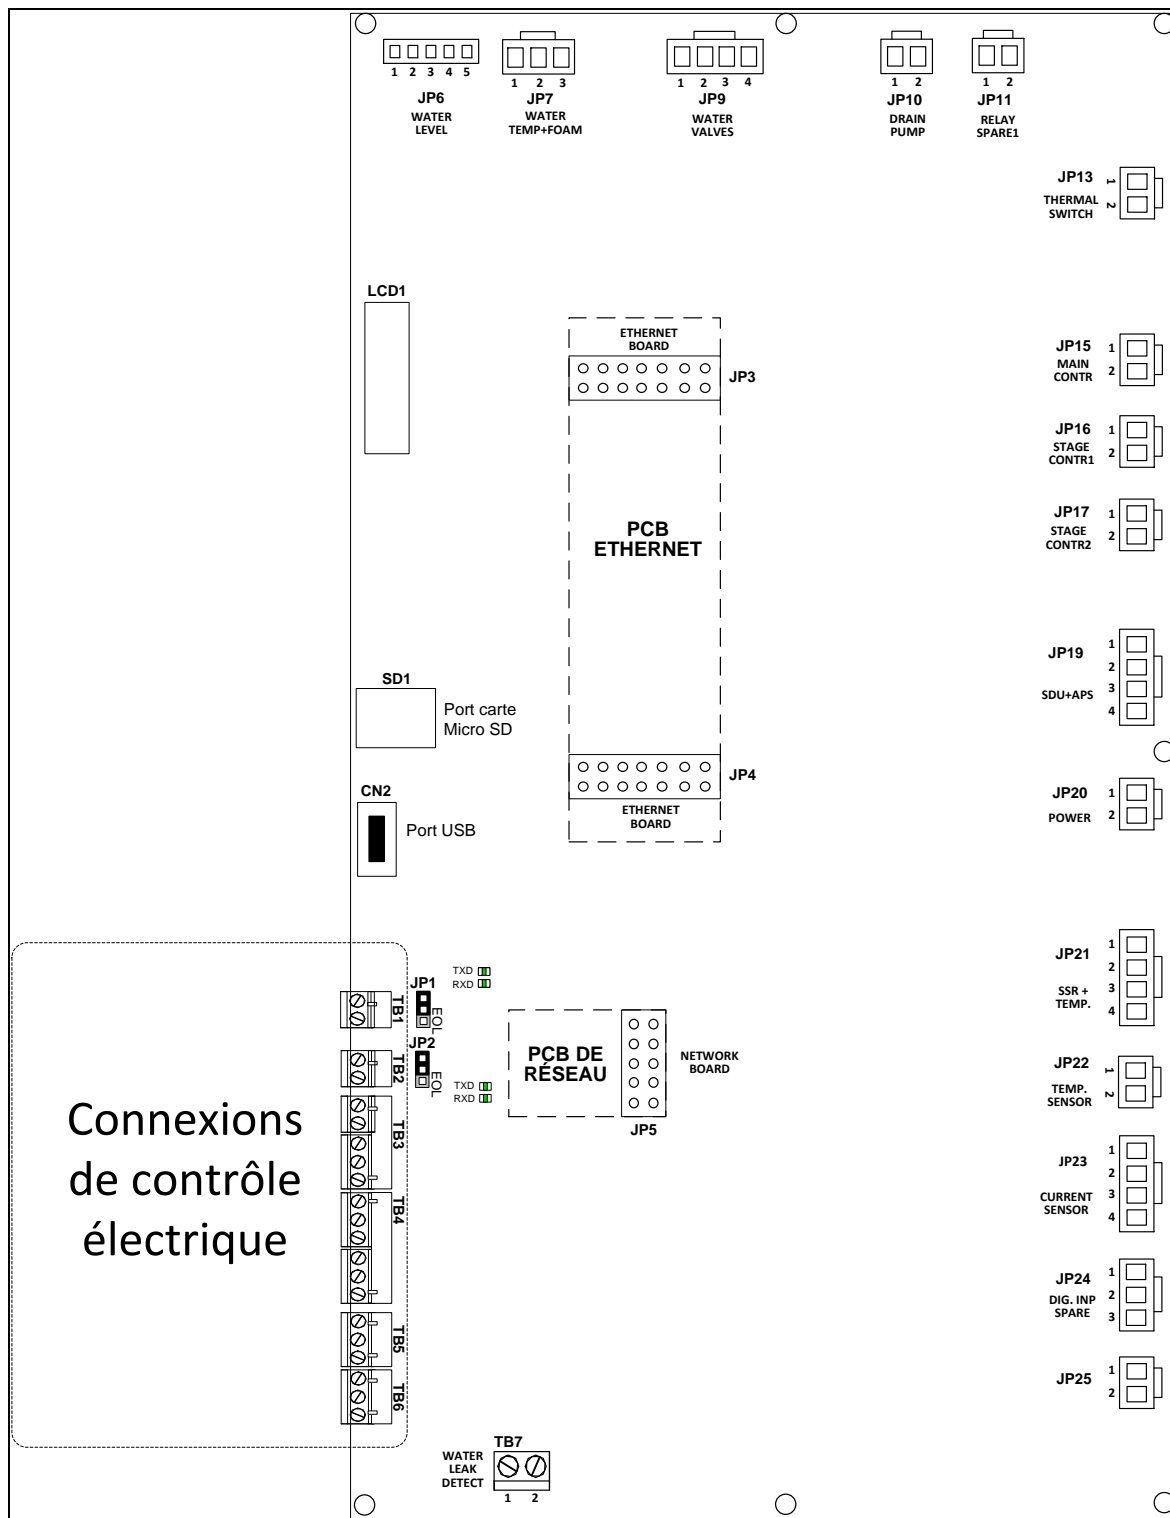 1 2 3 4 5
JP6
WATER
LEVEL
1 2 3
JP7
WATER
TEMP+FOAM
1 2 3 4
JP9
WATER
VALVES
1 2
JP10
DRAIN
PUMP
1 2
JP11
RELAY
SPARE1
JP13
THERMAL
SWITCH
1
2
LCD1
ETHERNET
BOARD
JP3
JP15
MAIN
CONTR
1
2
JP16
STAGE
CONTR1
1
2
JP17
STAGE
CONTR2
1
2
PCB
ETHERNET
JP19
SDU+APS
1
2
3
4
SD1
Port carte
Micro SD
JP4
ETHERNET
BOARD
CN2
Port USB
JP20
POWER
1
2
JP21
SSR +
TEMP.
1
2
3
4
TXD
RXD
JP1
EOL
TB1
JP2
EOL
TB2
TXD
RXD
PCB DE
RÉSEAU
NETWORK
BOARD
JP5
JP22
TEMP.
SENSOR
1
2
Connexions
de contrôle
électrique
TB3
TB4
TB5
TB6
JP23
CURRENT
SENSOR
1
2
3
4
JP24
DIG. INP
SPARE
1
2
3
JP25
1
2
TB7
WATER
LEAK
DETECT
1 2